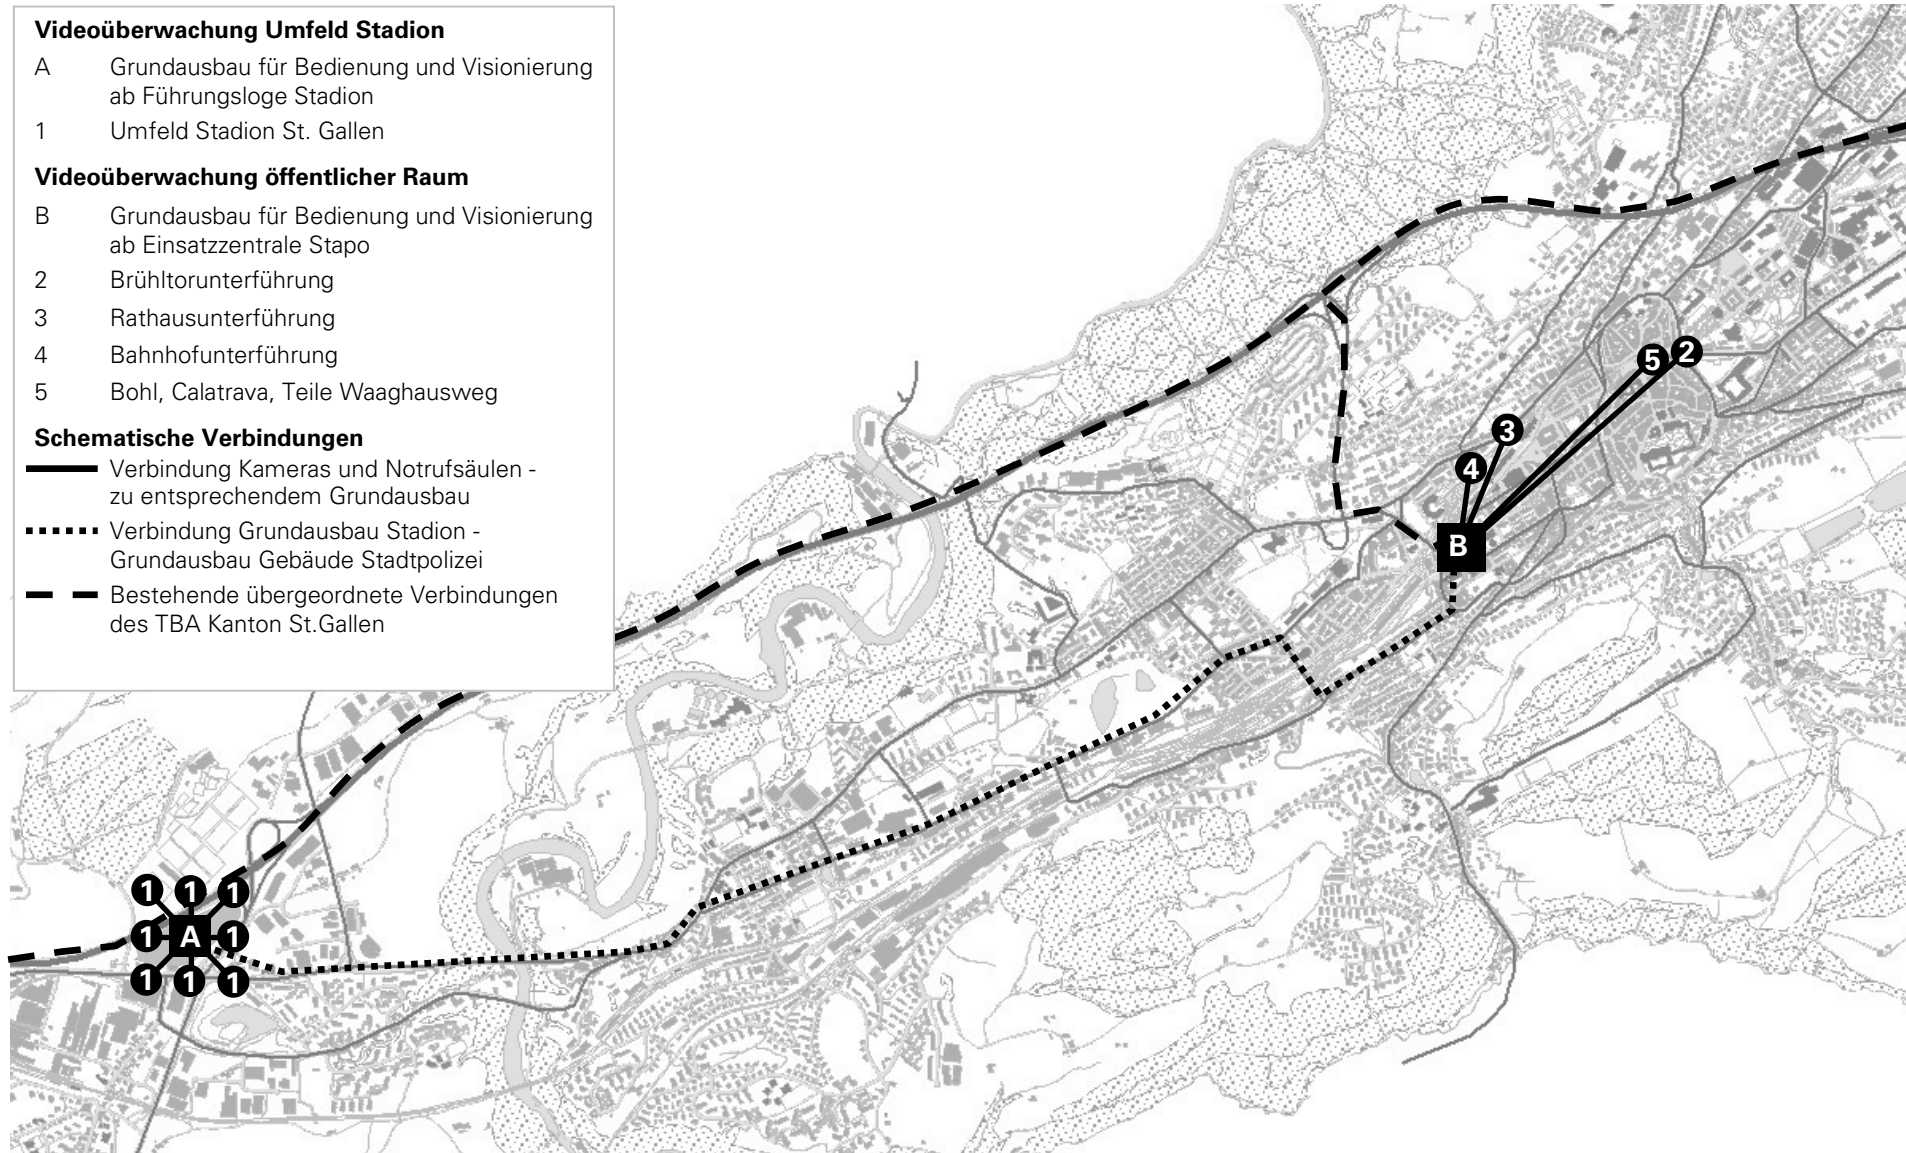 Videoüberwachung Umfeld Stadion
A Grundausbau für Bedienung und Visionierung
ab Führungsloge Stadion
1 Umfeld Stadion St. Gallen
Videoüberwachung öffentlicher Raum
B Grundausbau für Bedienung und Visionierung
ab Einsatzzentrale Stapo
2 Brühltorunterführung
3 Rathausunterführung
4 Bahnhofunterführung
5 Bohl, Calatrava, Teile Waaghausweg
Schematische Verbindungen
Verbindung Kameras und Notrufsäulen -
zu entsprechendem Grundausbau
Verbindung Grundausbau Stadion -
Grundausbau Gebäude Stadtpolizei
Bestehende übergeordnete Verbindungen
des TBA Kanton St.Gallen
5 2
3
4
B
1 1 1
1 A 1
1 1 1